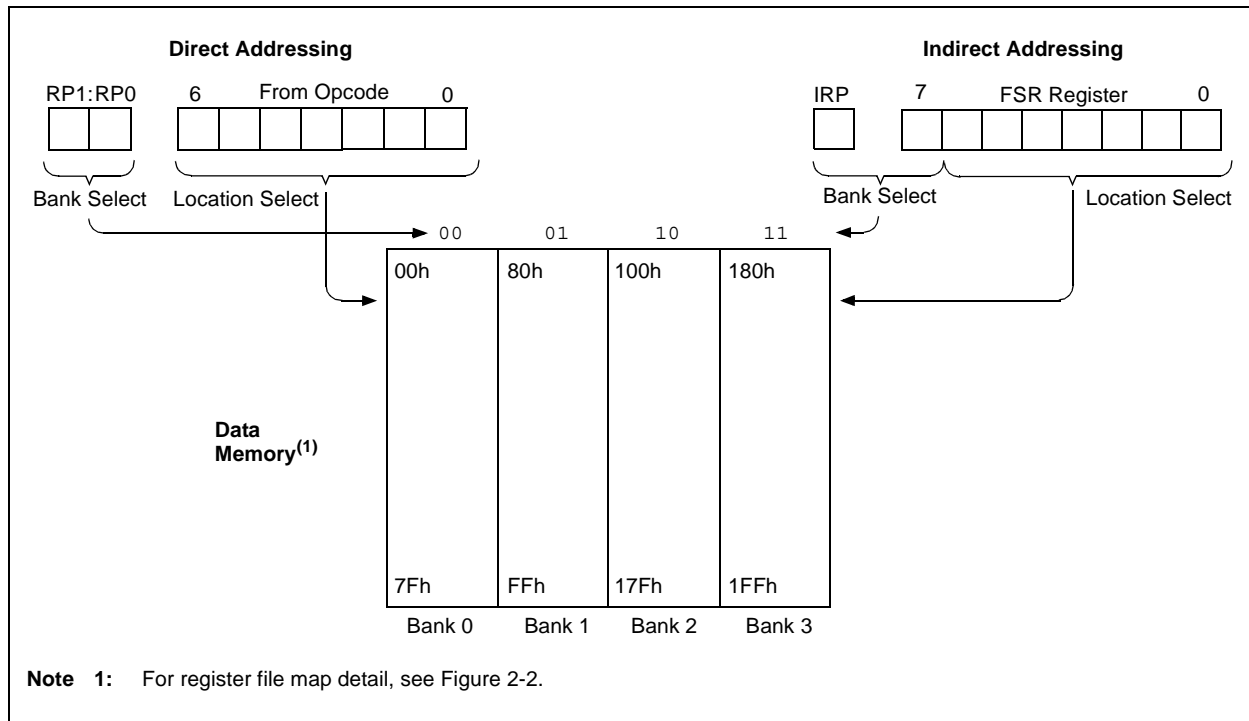 Direct Addressing
Indirect Addressing
RP1:RP0 6 From Opcode 0
IRP 7 FSR Register 0
Bank Select Location Select
Bank Select Location Select
00 01 10 11
00h 80h 100h 180h
Data
Memory(1)
7Fh FFh 17Fh 1FFh
Bank 0 Bank 1 Bank 2 Bank 3
Note 1: For register file map detail, see Figure 2-2.